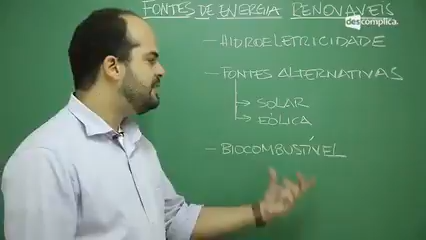 FONTES DE ENERGIA RENOVÁVEIS
descomplica.
- HIDROELETRICIDADE
- FONTES ALTERNATIVAS
→ SOLAR
→ EÓLICA
- BIOCOMBUSTÍVEL